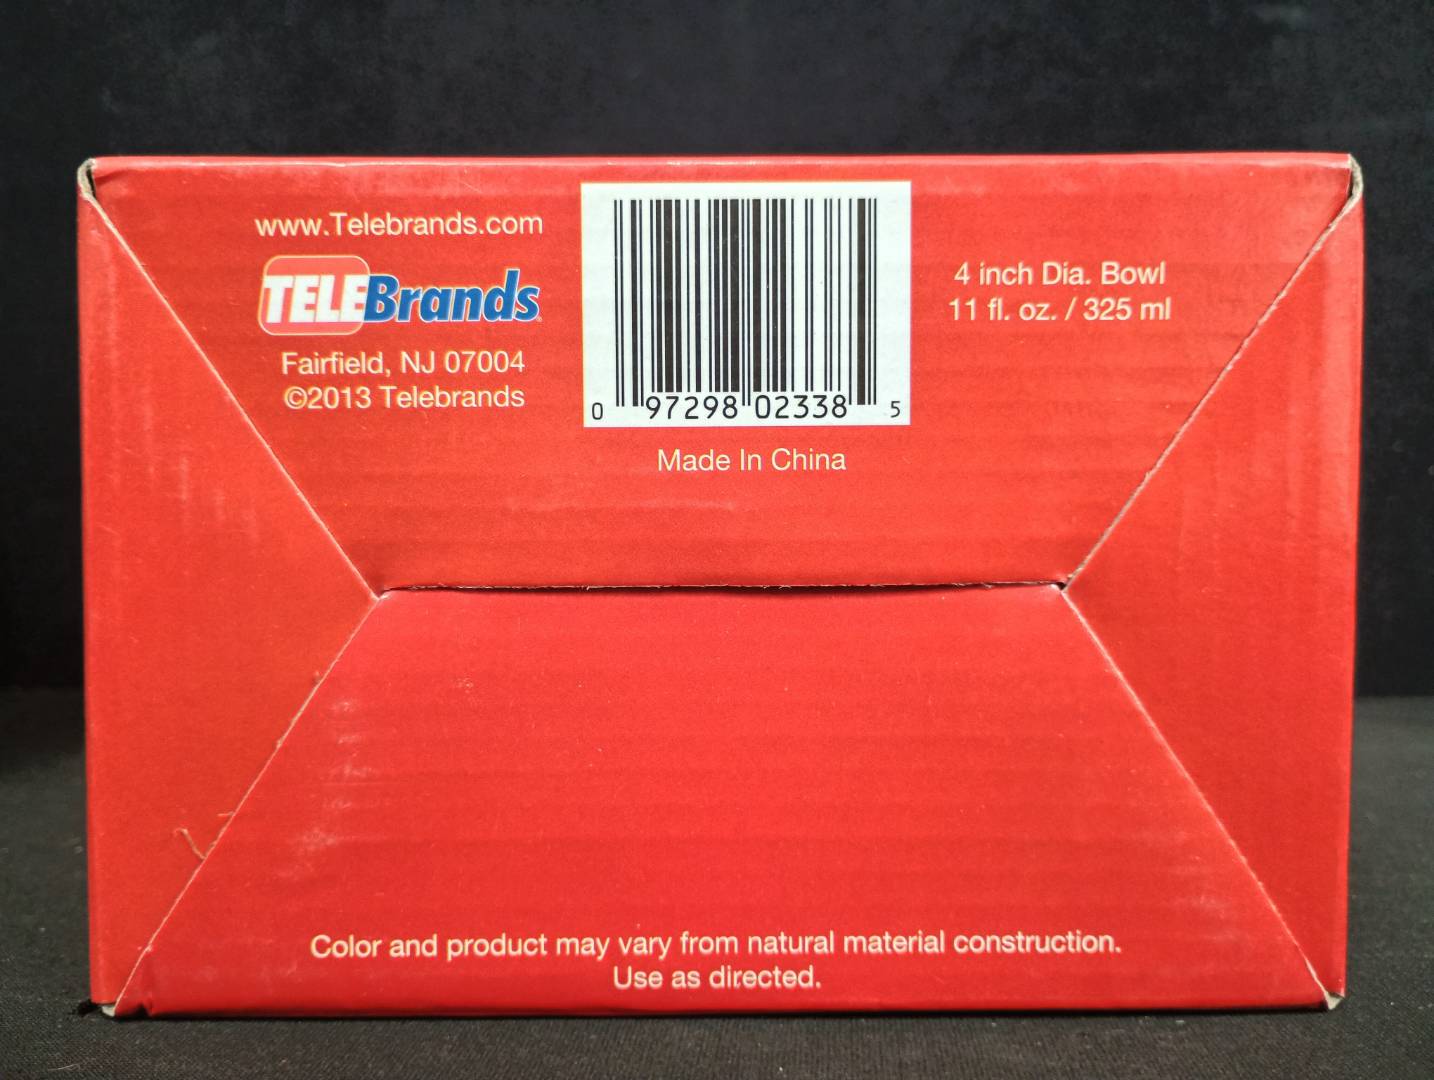 www.Telebrands.com
TELEBrands
Fairfield, NJ 07004
©2013 Telebrands
0 97298 02338 5
Made In China
4 inch Dia. Bowl
11 fl. oz. / 325 ml
Color and product may vary from natural material construction.
Use as directed.